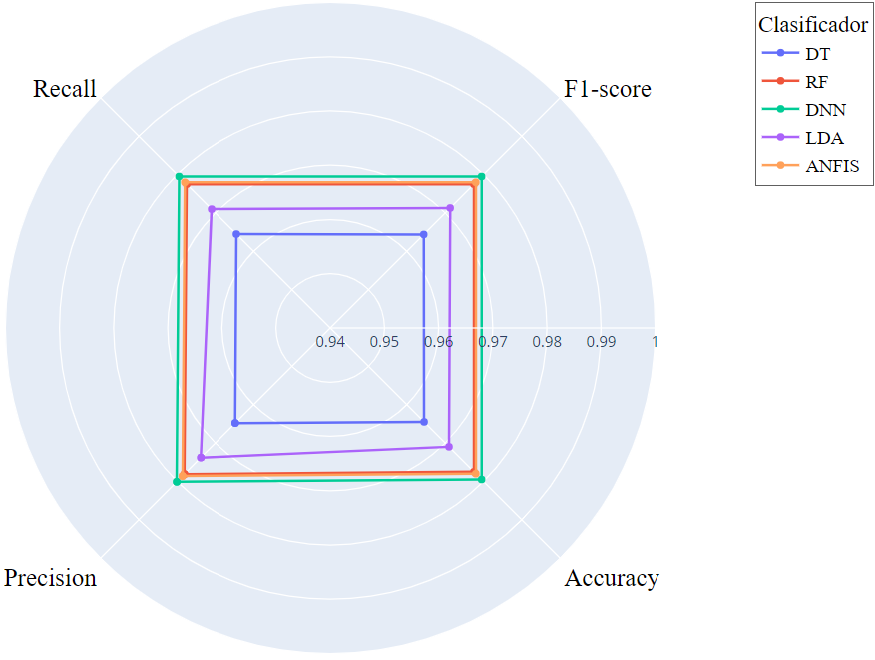 Clasificador
DT
RF
DNN
LDA
ANFIS
Recall
F1-score
0.94 0.95 0.96 0.97 0.98 0.99 1
Precision
Accuracy